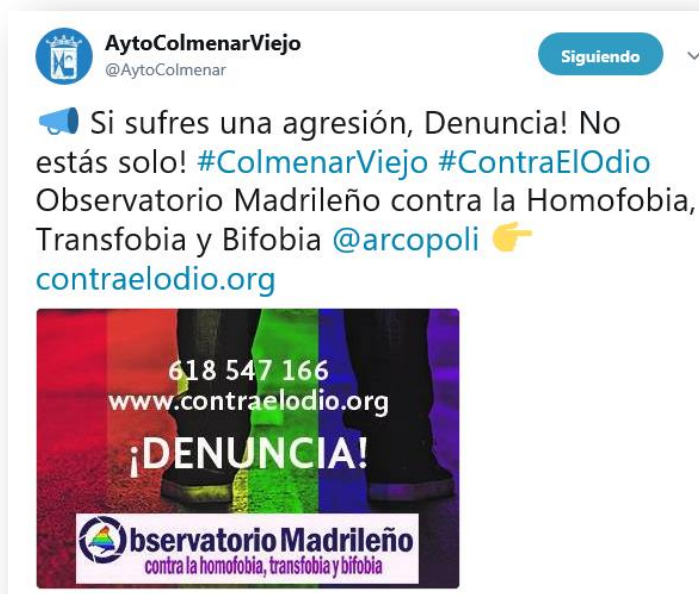 AytoColmenarViejo
@AytoColmenar
Siguiendo
📢 Si sufres una agresión, Denuncia! No
estás solo! #ColmenarViejo #ContraElOdio
Observatorio Madrileño contra la Homofobia,
Transfobia y Bifobia @arcopoli 👉
contraelodio.org
618 547 166
www.contraelodio.org
¡DENUNCIA!
Observatorio Madrileño
contra la homofobia, transfobia y bifobia